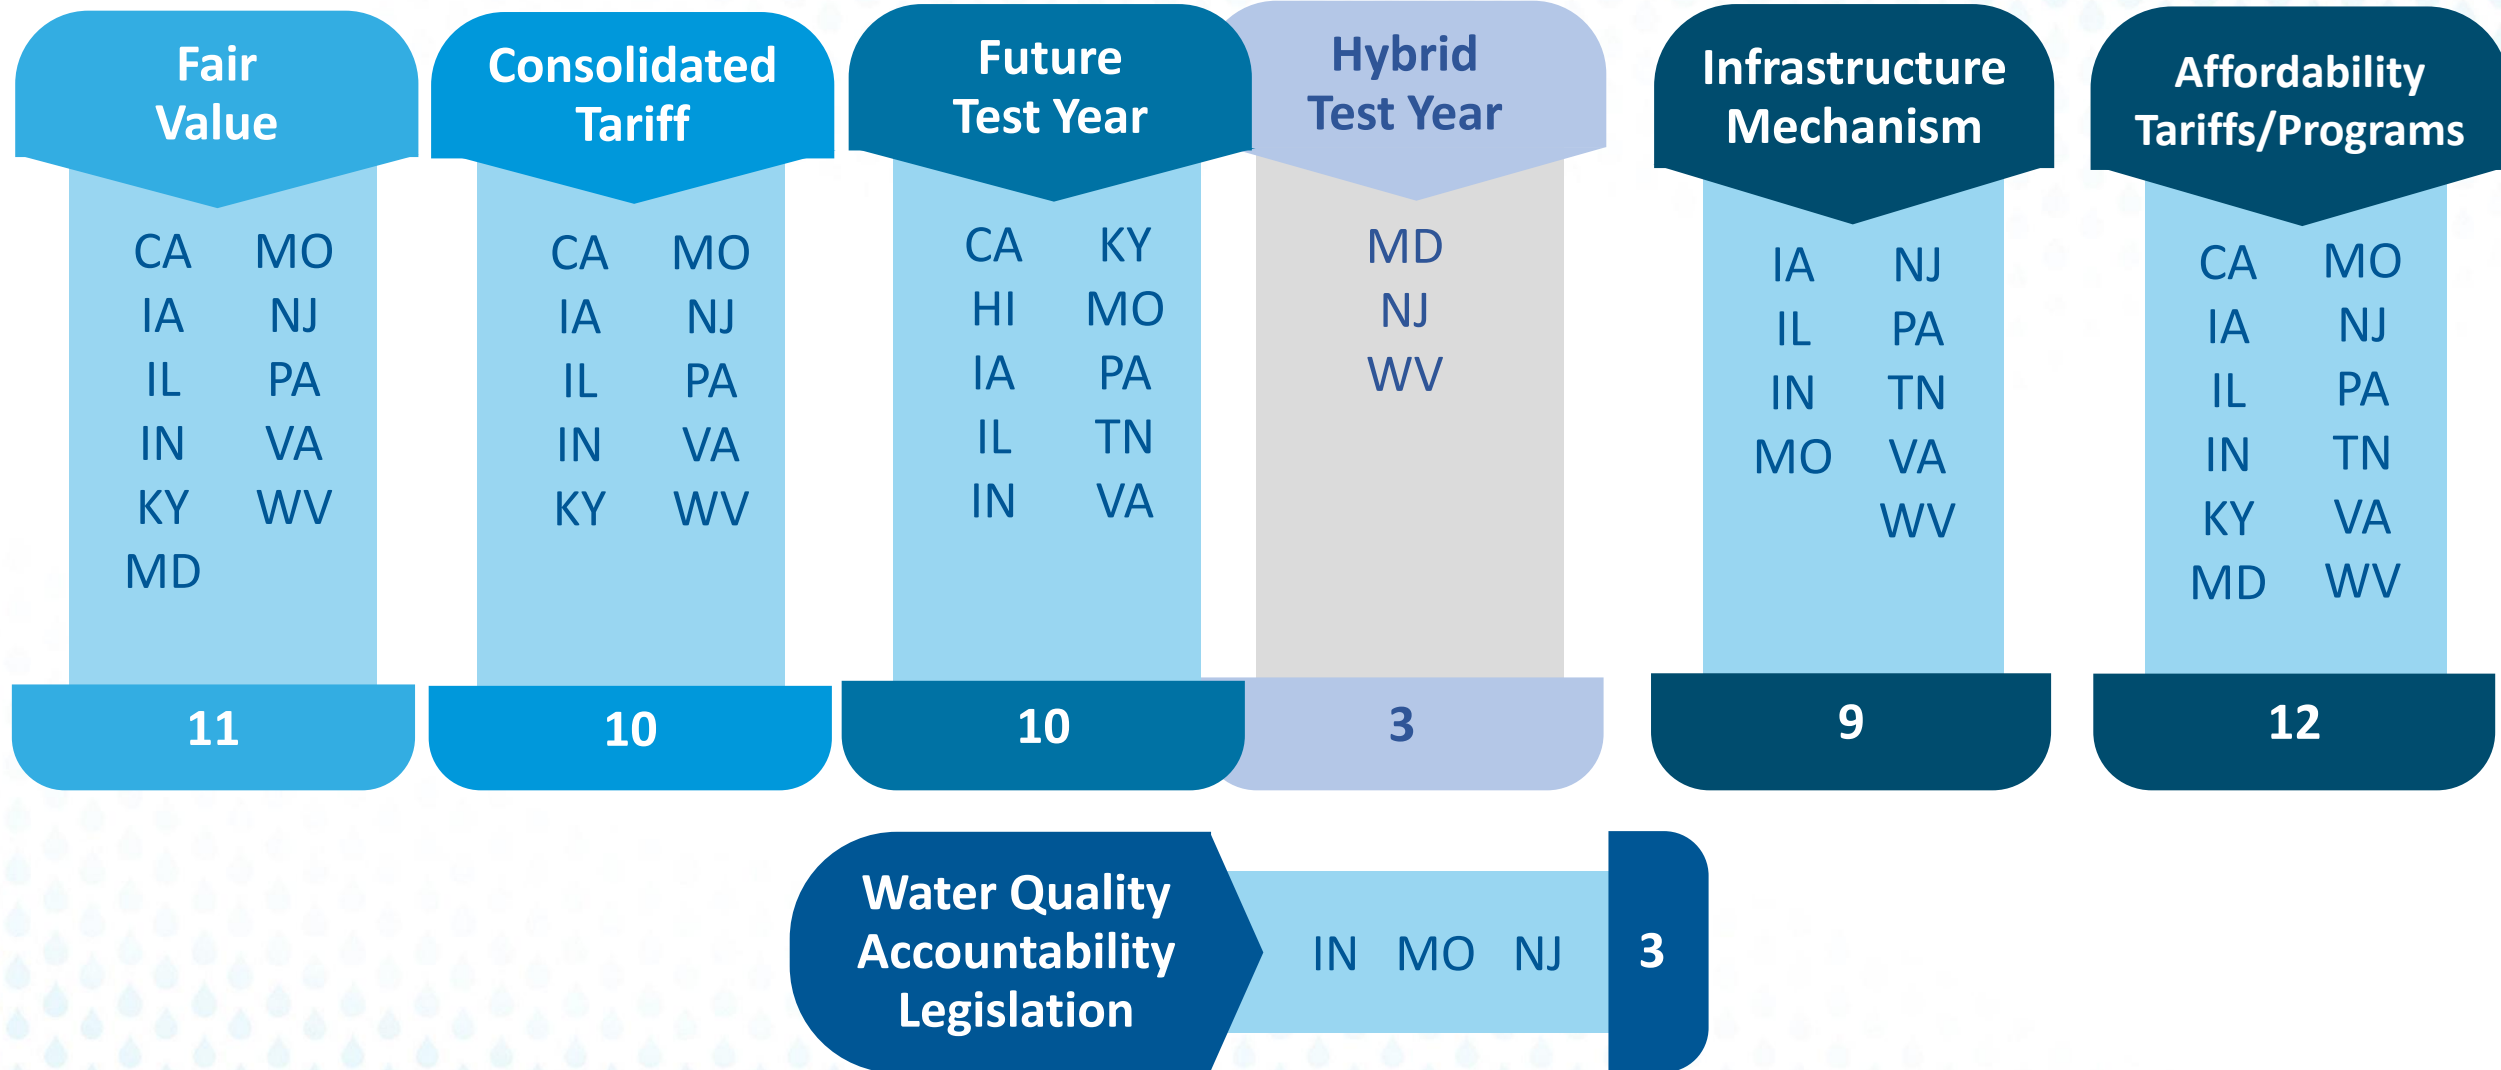 Fair
Value
CA MO
IA NJ
IL PA
IN VA
KY WV
MD
11
Consolidated
Tariff
CA MO
IA NJ
IL PA
IN VA
KY WV
10
Future
Test Year
CA KY
HI MO
IA PA
IL TN
IN VA
10
Hybrid
Test Year
MD
NJ
WV
3
Infrastructure
Mechanism
IA NJ
IL PA
IN TN
MO VA
WV
9
Affordability
Tariffs/Programs
CA MO
IA NJ
IL PA
IN TN
KY VA
MD WV
12
Water Quality
Accountability
Legislation
IN MO NJ
3